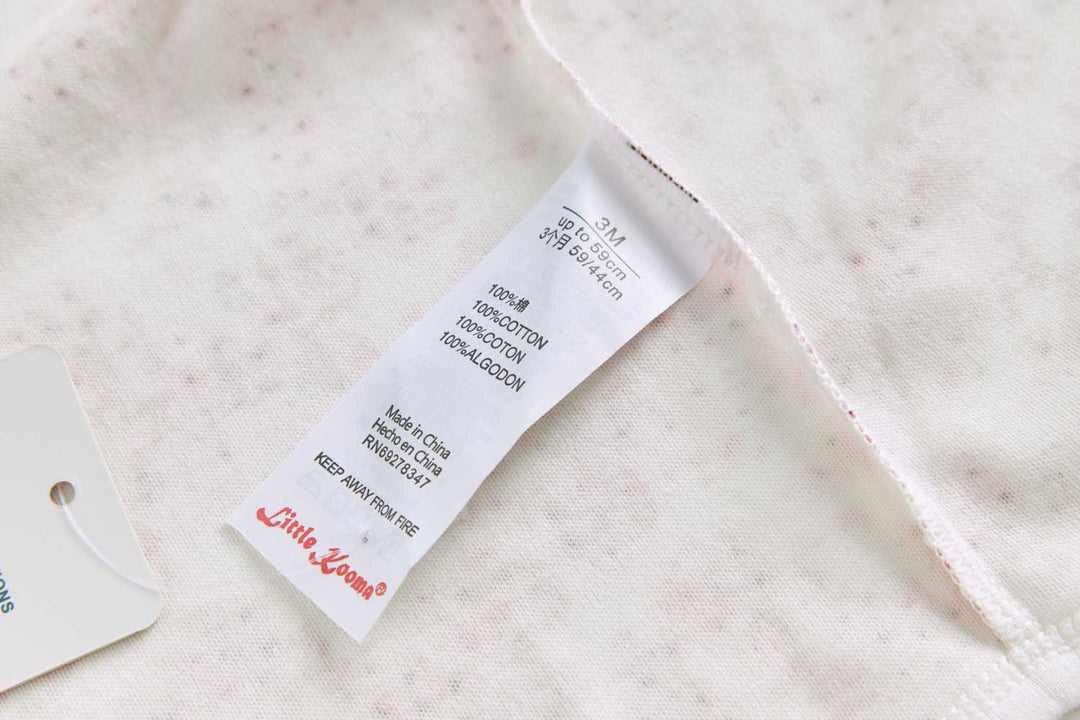 3M
up to 59cm
3个月 59/44cm
100%棉
100%COTTON
100%COTON
100%ALGODON
Made in China
Hecho en China
RN69278347
KEEP AWAY FROM FIRE
Little Kooma®